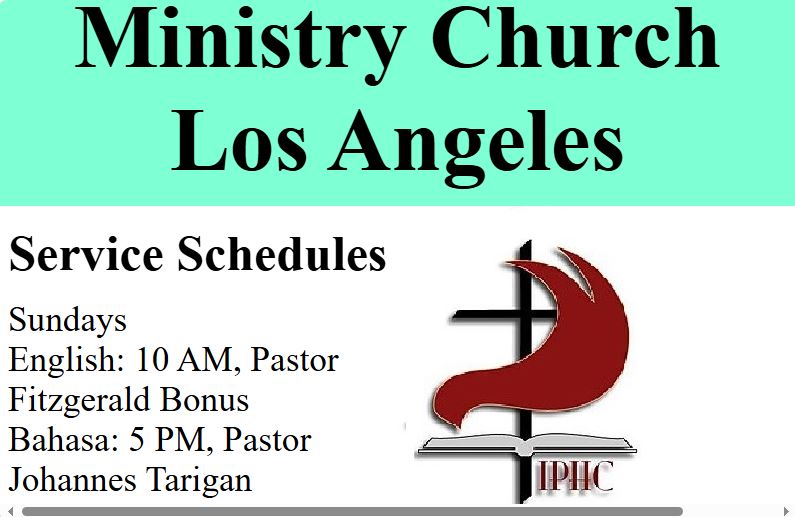 Ministry Church
Los Angeles
Service Schedules
Sundays
English: 10 AM, Pastor
Fitzgerald Bonus
Bahasa: 5 PM, Pastor
Johannes Tarigan
IPHC